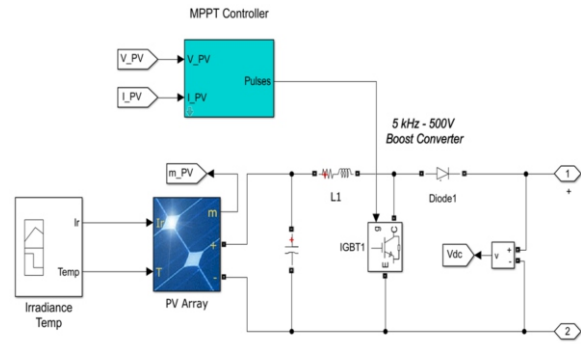 MPPT Controller
V_PV
V_PV
Pulses
I_PV
I_PV
5 kHz - 500V
Boost Converter
m_PV
L1
Diode1
1
+
Ir
Ir
m
+
g
C
IGBT1
E
Vdc
v
+
-
Temp
T
-
PV Array
Irradiance
Temp
2